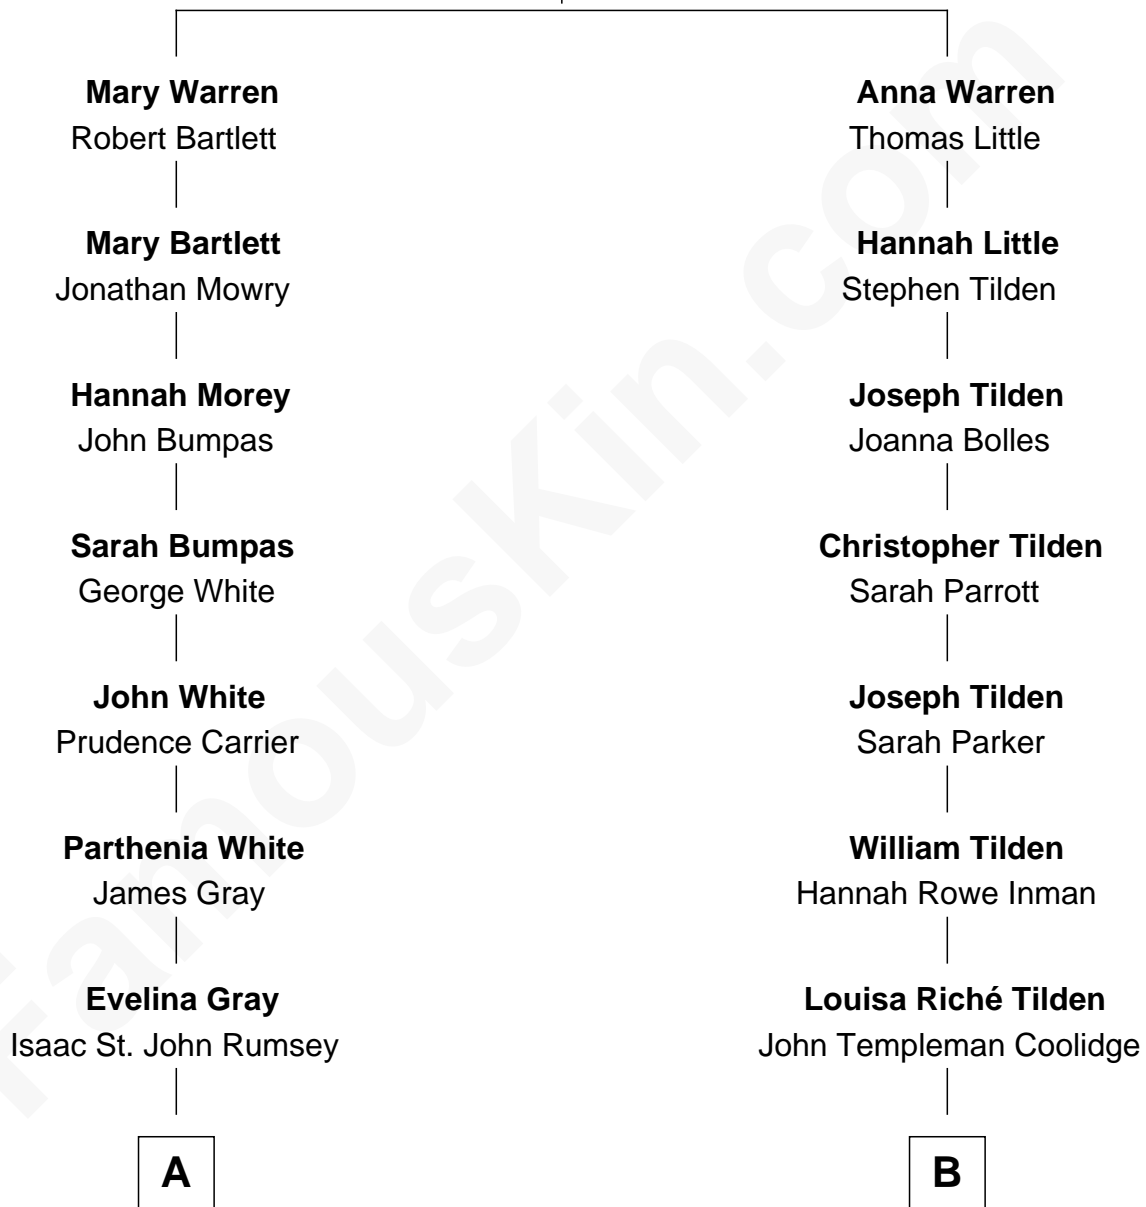 Mary Warren
Robert Bartlett
Mary Bartlett
Jonathan Mowry
Hannah Morey
John Bumpas
Sarah Bumpas
George White
John White
Prudence Carrier
Parthenia White
James Gray
Evelina Gray
Isaac St. John Rumsey
A
Anna Warren
Thomas Little
Hannah Little
Stephen Tilden
Joseph Tilden
Joanna Bolles
Christopher Tilden
Sarah Parrott
Joseph Tilden
Sarah Parker
William Tilden
Hannah Rowe Inman
Louisa Riché Tilden
John Templeman Coolidge
B
FamousKin.com